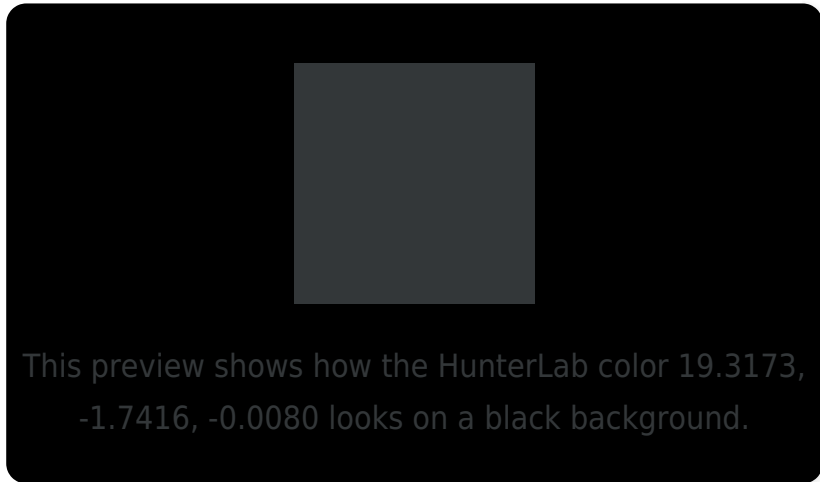 This preview shows how the HunterLab color 19.3173,
-1.7416, -0.0080 looks on a black background.